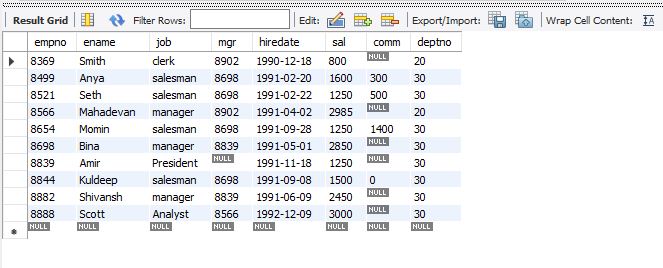 Result Grid Filter Rows: Edit: Export/Import: Wrap Cell Content: IA
empno ename job mgr hiredate sal comm deptno
8369 Smith clerk 8902 1990-12-18 800 NULL 20
8499 Anya salesman 8698 1991-02-20 1600 300 30
8521 Seth salesman 8698 1991-02-22 1250 500 30
8566 Mahadevan manager 8902 1991-04-02 2985 NULL 20
8654 Momin salesman 8698 1991-09-28 1250 1400 30
8698 Bina manager 8839 1991-05-01 2850 NULL 30
8839 Amir President NULL 1991-11-18 1250 NULL 30
8844 Kuldeep salesman 8698 1991-09-08 1500 0 30
8882 Shivansh manager 8839 1991-06-09 2450 NULL 30
8888 Scott Analyst 8566 1992-12-09 3000 NULL 30
NULL NULL NULL NULL NULL NULL NULL NULL